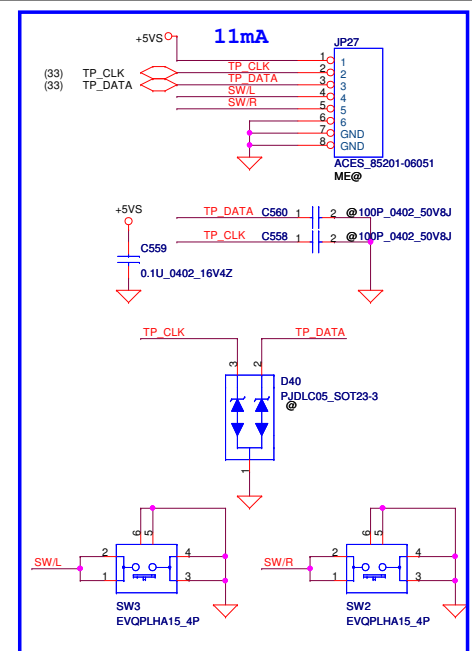 11mA
+5VS
JP27
1 1
(33) TP_CLK TP_CLK 2 2
(33) TP_DATA TP_DATA 3 3
SW/L 4 4
SW/R 5 5
6 6
7 GND
8 GND
ACES_85201-06051
ME@
+5VS
TP_DATA C560 1 2 @100P_0402_50V8J
TP_CLK C558 1 2 @100P_0402_50V8J
C559
0.1U_0402_16V4Z
TP_CLK TP_DATA
3 2
D40
PJDLC05_SOT23-3
@
1
6 5
2 4
SW/L
1 3
SW3
EVQPLHA15_4P
6 5
2 4
SW/R
1 3
SW2
EVQPLHA15_4P